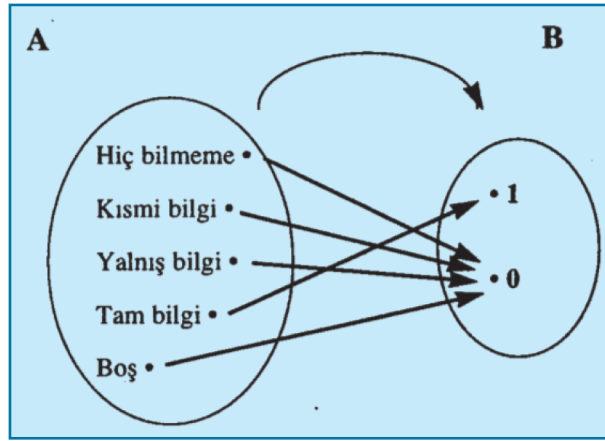 A
B
Hiç bilmeme
Kısmi bilgi
Yalnış bilgi
Tam bilgi
Boş
1
0